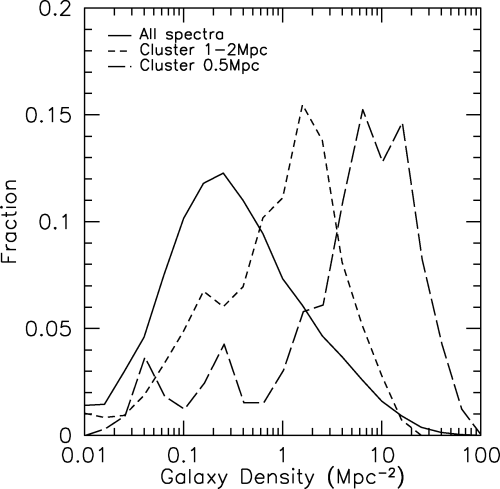 0.2
All spectra
Cluster 1-2Mpc
Cluster 0.5Mpc
0.15
0.1
0.05
0
Fraction
0.01 0.1 1 10 100
Galaxy Density (Mpc⁻²)